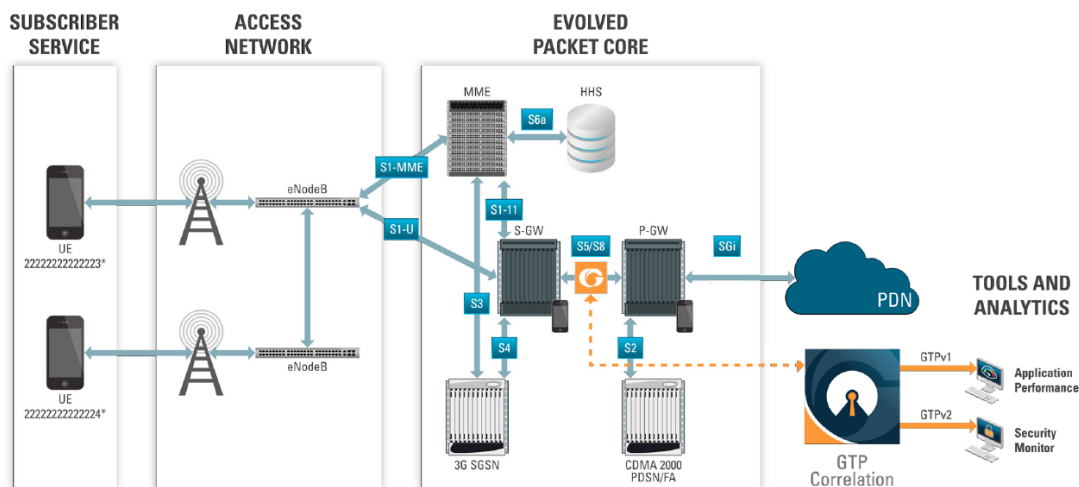 SUBSCRIBER
SERVICE
ACCESS
NETWORK
EVOLVED
PACKET CORE
MME
HHS
S6a
S1-MME
eNodeB
S1-11
S1-U
S-GW
P-GW
S5/S8
SGi
UE
22222222222223*
PDN
TOOLS AND
ANALYTICS
S3
S4
S2
eNodeB
GTPv1
Application
Performance
UE
22222222222224*
GTPv2
Security
Monitor
3G SGSN
CDMA 2000
PDSN/FA
GTP
Correlation